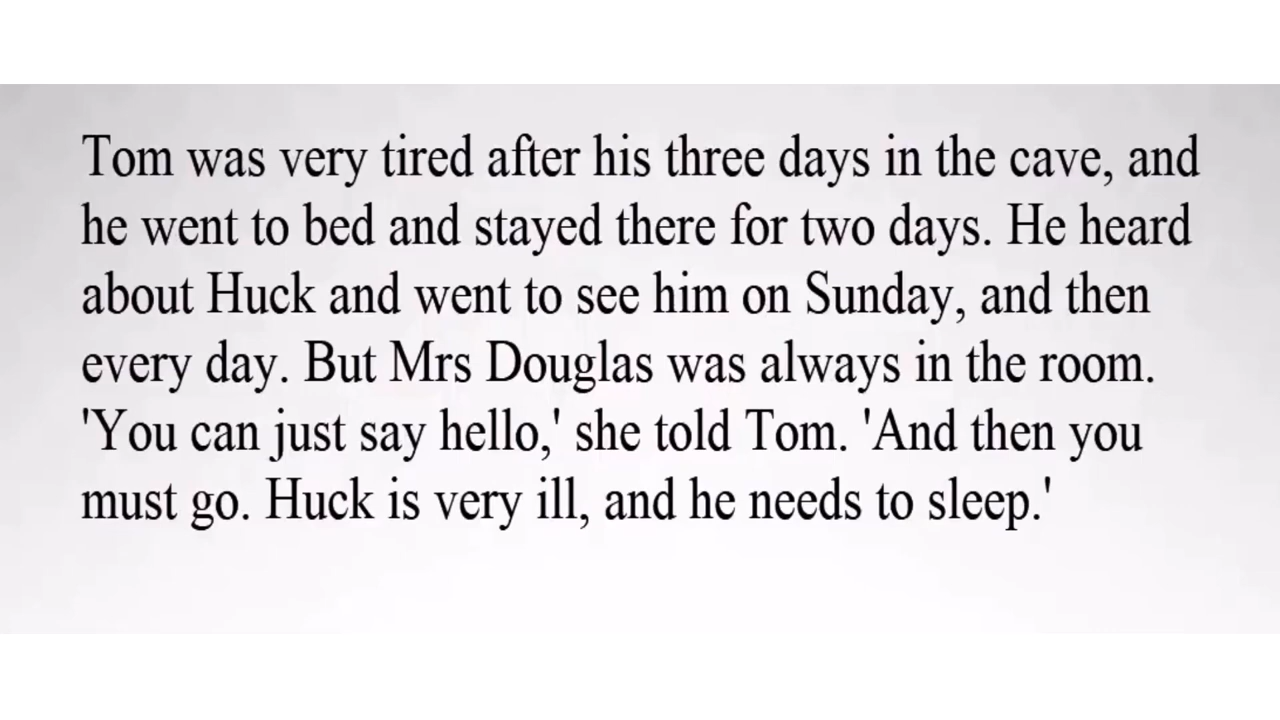 Tom was very tired after his three days in the cave, and
he went to bed and stayed there for two days. He heard
about Huck and went to see him on Sunday, and then
every day. But Mrs Douglas was always in the room.
'You can just say hello,' she told Tom. 'And then you
must go. Huck is very ill, and he needs to sleep.'